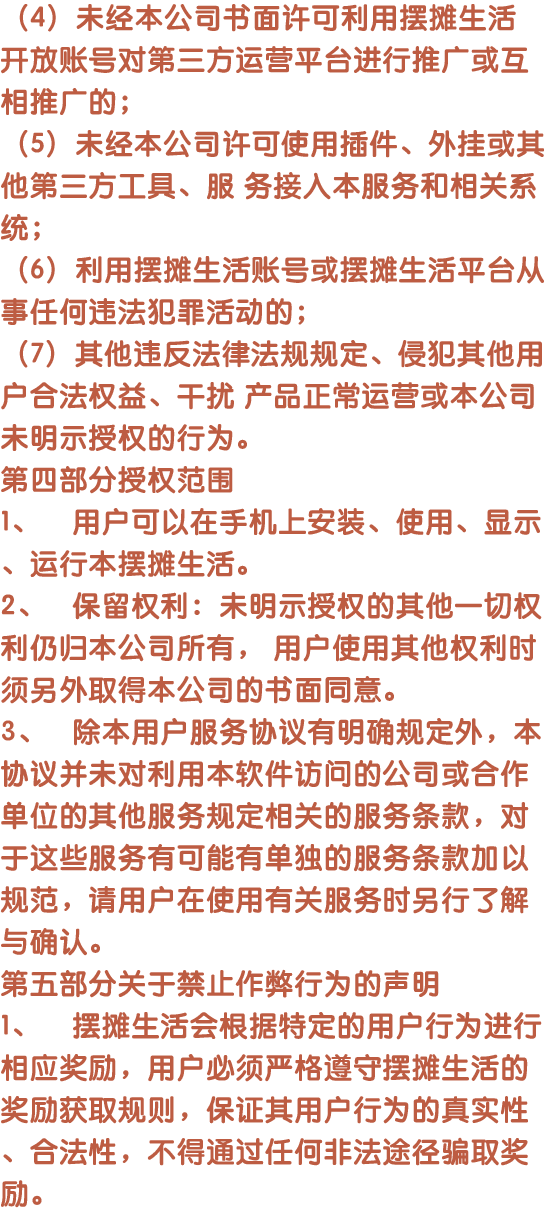 （4）未经本公司书面许可利用摆摊生活
开放账号对第三方运营平台进行推广或互
相推广的；
（5）未经本公司许可使用插件、外挂或其
他第三方工具、服 务接入本服务和相关系
统；
（6）利用摆摊生活账号或摆摊生活平台从
事任何违法犯罪活动的；
（7）其他违反法律法规规定、侵犯其他用
户合法权益、干扰 产品正常运营或本公司
未明示授权的行为。
第四部分授权范围
1、  用户可以在手机上安装、使用、显示
、运行本摆摊生活。
2、  保留权利：未明示授权的其他一切权
利仍归本公司所有， 用户使用其他权利时
须另外取得本公司的书面同意。
3、  除本用户服务协议有明确规定外，本
协议并未对利用本软件访问的公司或合作
单位的其他服务规定相关的服务条款，对
于这些服务有可能有单独的服务条款加以
规范，请用户在使用有关服务时另行了解
与确认。
第五部分关于禁止作弊行为的声明
1、  摆摊生活会根据特定的用户行为进行
相应奖励，用户必须严格遵守摆摊生活的
奖励获取规则，保证其用户行为的真实性
、合法性，不得通过任何非法途径骗取奖
励。